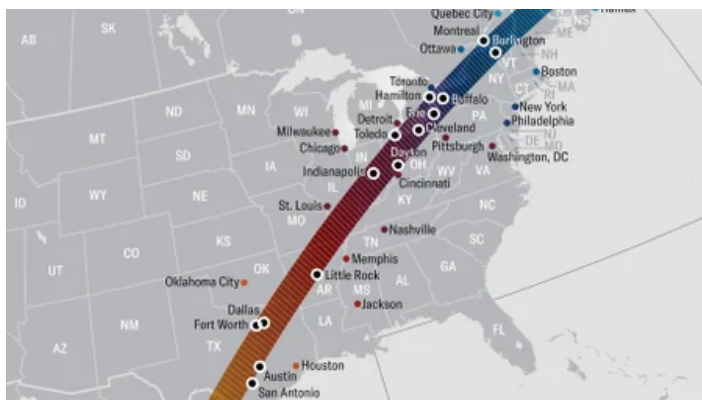 ON
Halifax
Quebec City
NS
AB
SK
Montreal
ME
Burlington
Ottawa
NH
VT
Boston
Toronto
NY
MA
CT
RI
Hamilton
Buffalo
ND
MN
WI
MI
New York
Erie
PA
Detroit
Philadelphia
MT
Milwaukee
Toledo
Cleveland
NJ
Chicago
Pittsburgh
DE
MD
SD
Dayton
Washington, DC
IN
OH
IA
Indianapolis
WV
VA
Cincinnati
ID
WY
NE
IL
KY
St. Louis
NC
MO
Nashville
TN
SC
KS
CO
UT
Memphis
GA
OK
Oklahoma City
Little Rock
AL
AR
MS
Jackson
Dallas
NM
Fort Worth
LA
FL
TX
AZ
Houston
Austin
San Antonio